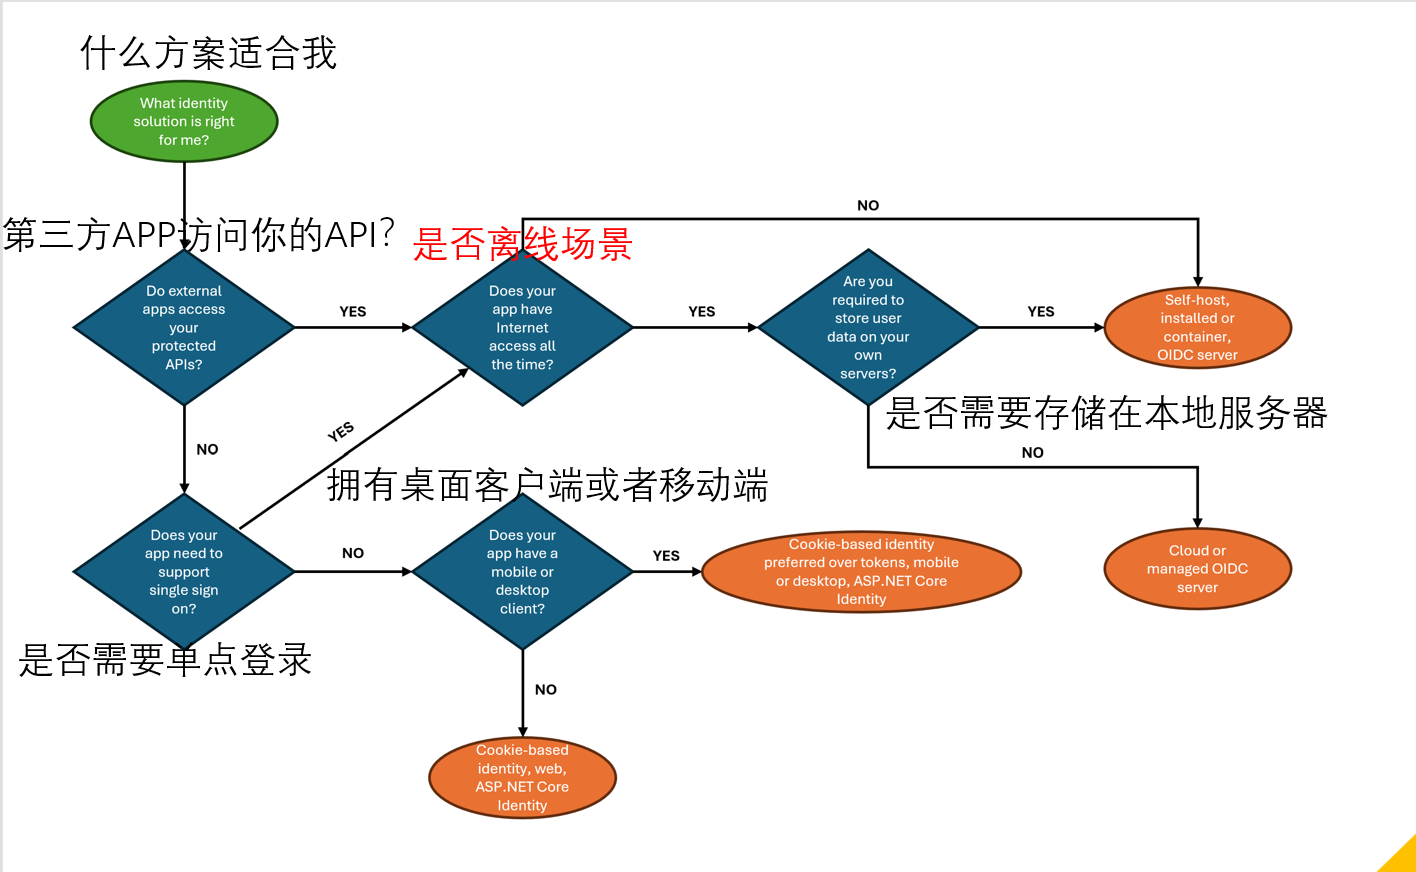 什么方案适合我
What identity
solution is right
for me?
第三方APP访问你的API?
是否离线场景
NO
Do external
apps access
your
protected
APIs?
YES
Does your
app have
Internet
access all
the time?
YES
Are you
required to
store user
data on your
own
servers?
YES
Self-host,
installed or
container,
OIDC server
是否需要存储在本地服务器
NO
YES
NO
拥有桌面客户端或者移动端
Does your
app need to
support
single sign
on?
NO
Does your
app have a
mobile or
desktop
client?
YES
Cookie-based identity
preferred over tokens, mobile
or desktop, ASP.NET Core
Identity
Cloud or
managed OIDC
server
是否需要单点登录
NO
Cookie-based
identity, web,
ASP.NET Core
Identity